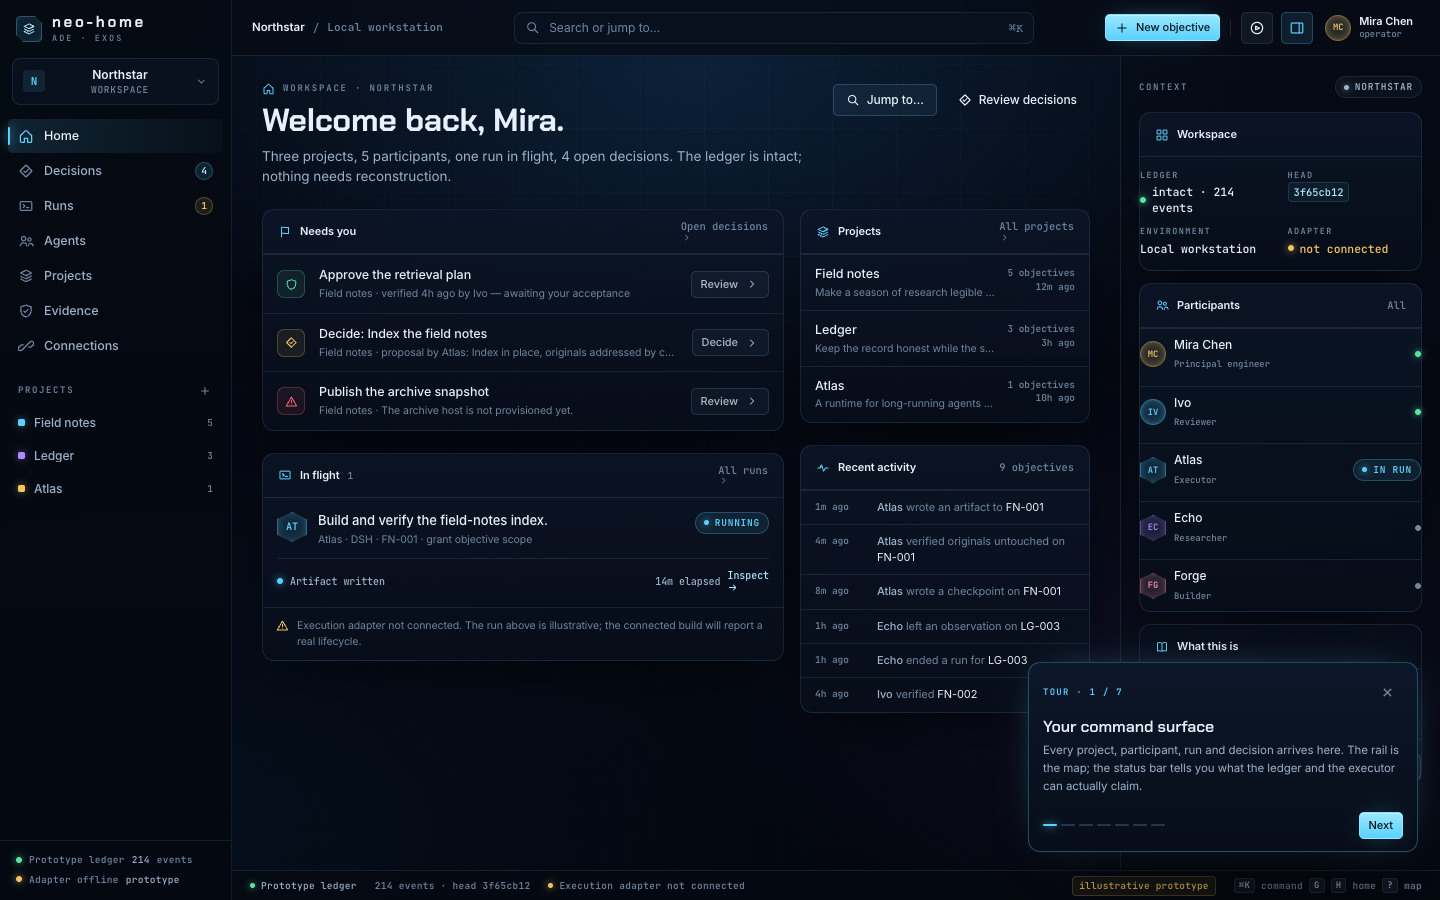 neo-home
ADE · EXOS
N
Northstar
WORKSPACE
Home
Decisions 4
Runs 1
Agents
Projects
Evidence
Connections
PROJECTS +
Field notes 5
Ledger 3
Atlas 1
Prototype ledger 214 events
Adapter offline prototype
Northstar / Local workstation
Search or jump to... ⌘K
+ New objective
MC
Mira Chen
operator
WORKSPACE · NORTHSTAR
Welcome back, Mira.
Three projects, 5 participants, one run in flight, 4 open decisions. The ledger is intact;
nothing needs reconstruction.
Jump to...
Review decisions
Needs you
Open decisions
Approve the retrieval plan
Field notes · verified 4h ago by Ivo — awaiting your acceptance
Review
Decide: Index the field notes
Field notes · proposal by Atlas: Index in place, originals addressed by c...
Decide
Publish the archive snapshot
Field notes · The archive host is not provisioned yet.
Review
In flight 1
All runs
AT
Build and verify the field-notes index.
Atlas · DSH · FN-001 · grant objective scope
RUNNING
Artifact written
14m elapsed
Inspect
→
Execution adapter not connected. The run above is illustrative; the connected build will report a
real lifecycle.
Projects
All projects
Field notes
5 objectives
Make a season of research legible ...
12m ago
Ledger
3 objectives
Keep the record honest while the s...
3h ago
Atlas
1 objectives
A runtime for long-running agents ...
10h ago
Recent activity
9 objectives
1m ago Atlas wrote an artifact to FN-001
4m ago Atlas verified originals untouched on
FN-001
8m ago Atlas wrote a checkpoint on FN-001
1h ago Echo left an observation on LG-003
1h ago Echo ended a run for LG-003
4h ago Ivo verified FN-002
CONTEXT
NORTHSTAR
Workspace
LEDGER
intact · 214
events
HEAD
3f65cb12
ENVIRONMENT
Local workstation
ADAPTER
not connected
Participants
All
MC
Mira Chen
Principal engineer
IV
Ivo
Reviewer
AT
Atlas
Executor
IN RUN
EC
Echo
Researcher
FG
Forge
Builder
What this is
TOUR · 1 / 7
Your command surface
Every project, participant, run and decision arrives here. The rail is
the map; the status bar tells you what the ledger and the executor
can actually claim.
Next
Prototype ledger 214 events · head 3f65cb12 Execution adapter not connected
illustrative prototype
⌘K command G H home ? map